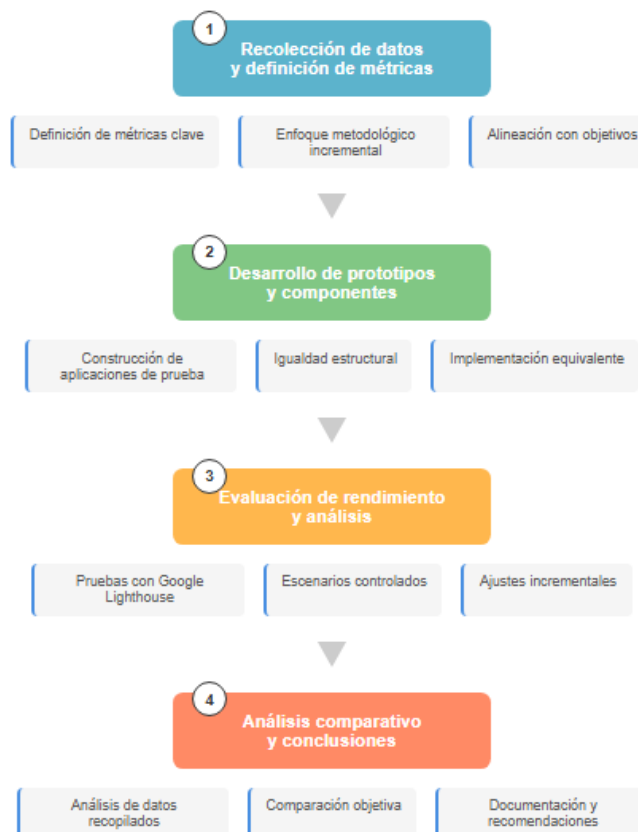 1
Recolección de datos
y definición de métricas
Definición de métricas clave
Enfoque metodológico
incremental
Alineación con objetivos
2
Desarrollo de prototipos
y componentes
Construcción de
aplicaciones de prueba
Igualdad estructural
Implementación equivalente
3
Evaluación de rendimiento
y análisis
Pruebas con Google
Lighthouse
Escenarios controlados
Ajustes incrementales
4
Análisis comparativo
y conclusiones
Análisis de datos
recopilados
Comparación objetiva
Documentación y
recomendaciones